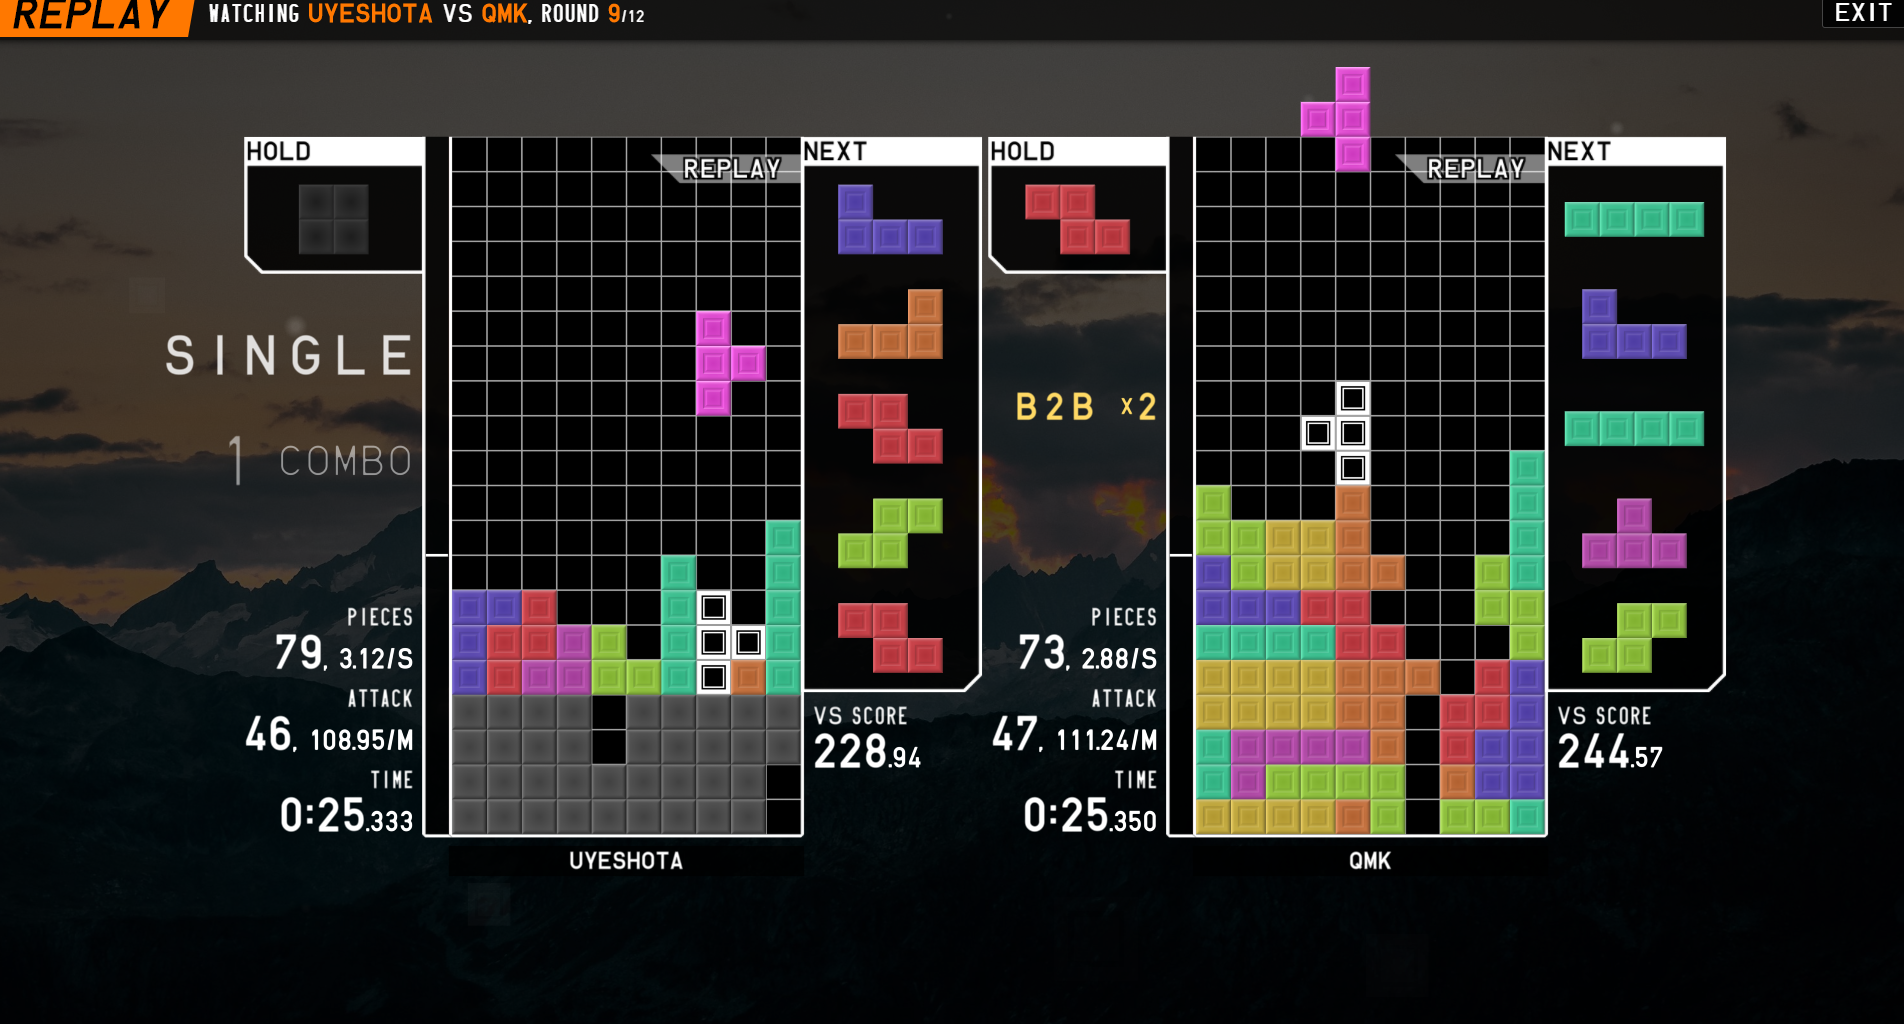 REPLAY WATCHING UYESHOTA VS QMK, ROUND 9/12 EXIT
HOLD
REPLAY
NEXT
SINGLE
1 COMBO
PIECES
79, 3.12/S
ATTACK
46, 108.95/M
TIME
0:25.333
VS SCORE
228.94
UYESHOTA
HOLD
REPLAY
NEXT
B2B x2
PIECES
73, 2.88/S
ATTACK
47, 111.24/M
TIME
0:25.350
VS SCORE
244.57
QMK